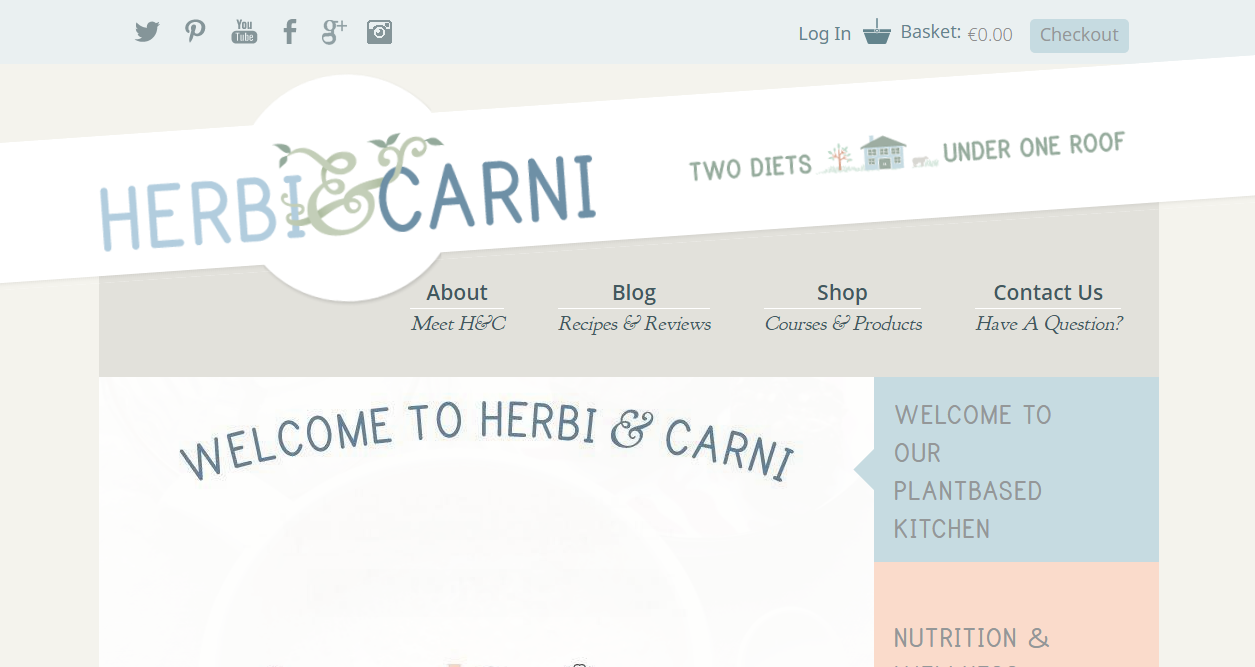 You
Tube
g+
Log In
Basket: €0.00
Checkout
HERBI&CARNI
TWO DIETS UNDER ONE ROOF
About
Meet H&C
Blog
Recipes & Reviews
Shop
Courses & Products
Contact Us
Have A Question?
WELCOME TO HERBI & CARNI
WELCOME TO
OUR
PLANTBASED
KITCHEN
NUTRITION &
WELLNESS